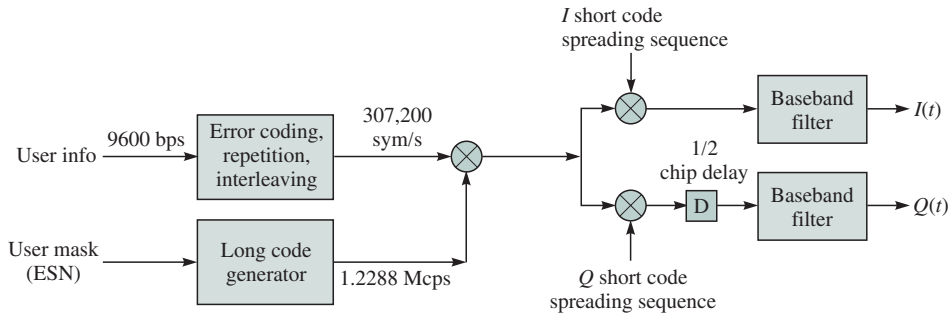 I short code
spreading sequence
9600 bps
User info
Error coding,
repetition,
interleaving
307,200
sym/s
Baseband
filter
I(t)
1/2
chip delay
D
Baseband
filter
Q(t)
User mask
(ESN)
Long code
generator
1.2288 Mcps
Q short code
spreading sequence